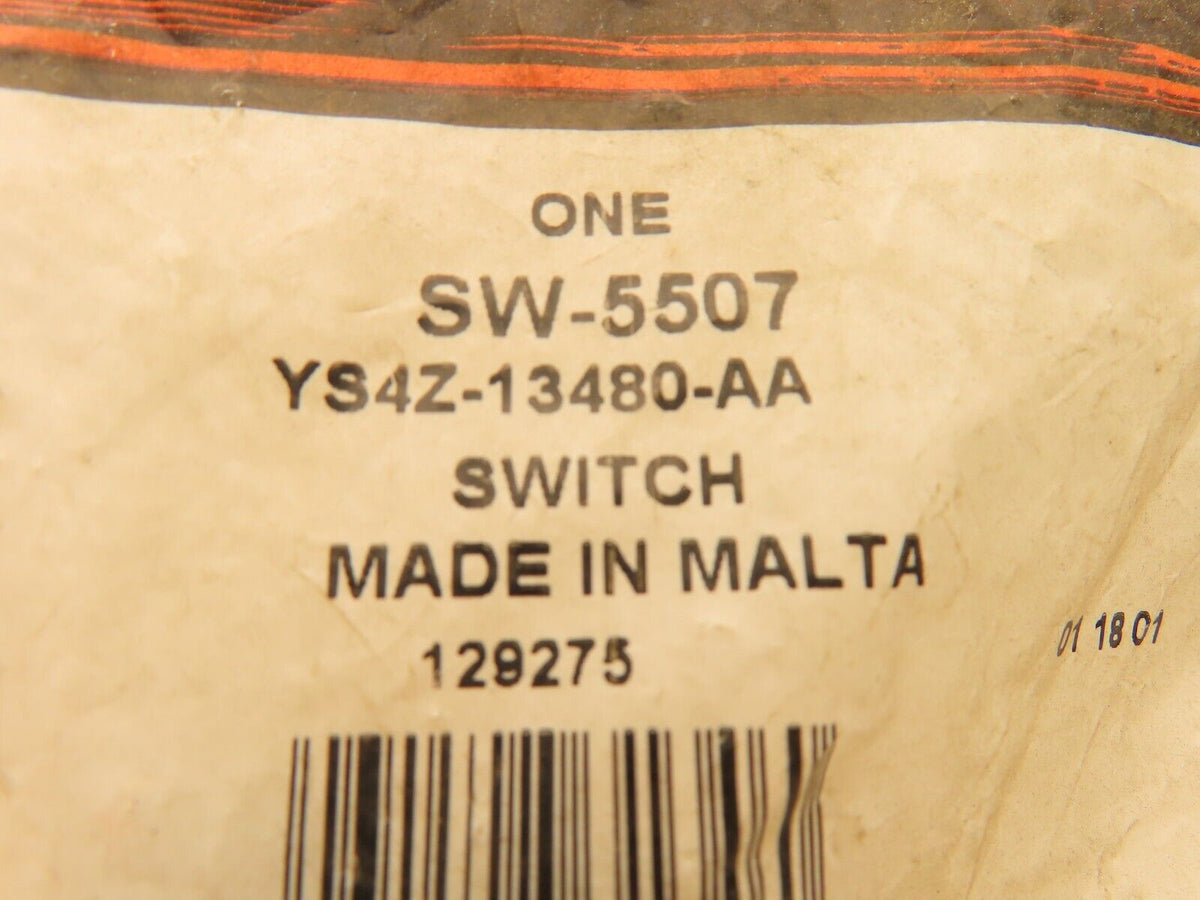 ONE
SW-5507
YS4Z-13480-AA
SWITCH
MADE IN MALTA
129275
01 18 01